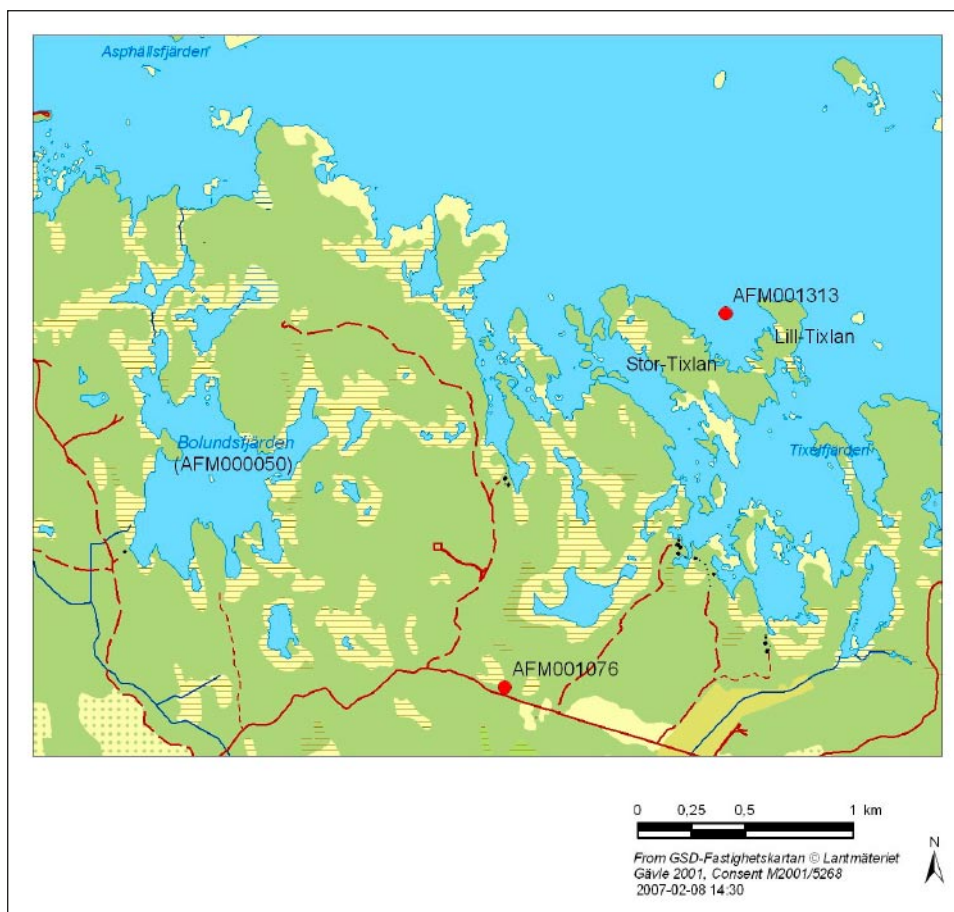 Asphällsfjärden
AFM001313
Lill-Tixlan
Stor-Tixlan
Bolundsfjärden
(AFM000050)
Tixelfjärden
AFM001076
0 0,25 0,5 1 km
From GSD-Fastighetskartan © Lantmäteriet
Gävle 2001, Consent M2001/5268
2007-02-08 14:30
N